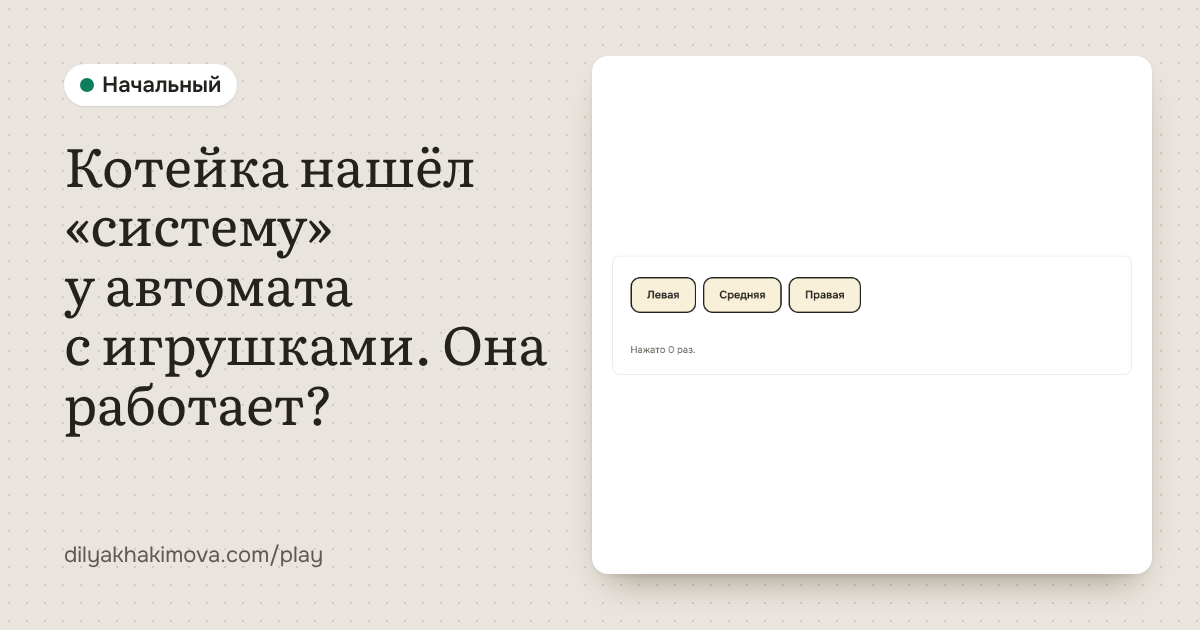 Начальный
Котейка нашёл
«систему»
у автомата
с игрушками. Она
работает?
dilyakhakimova.com/play
Левая
Средняя
Правая
Нажато 0 раз.